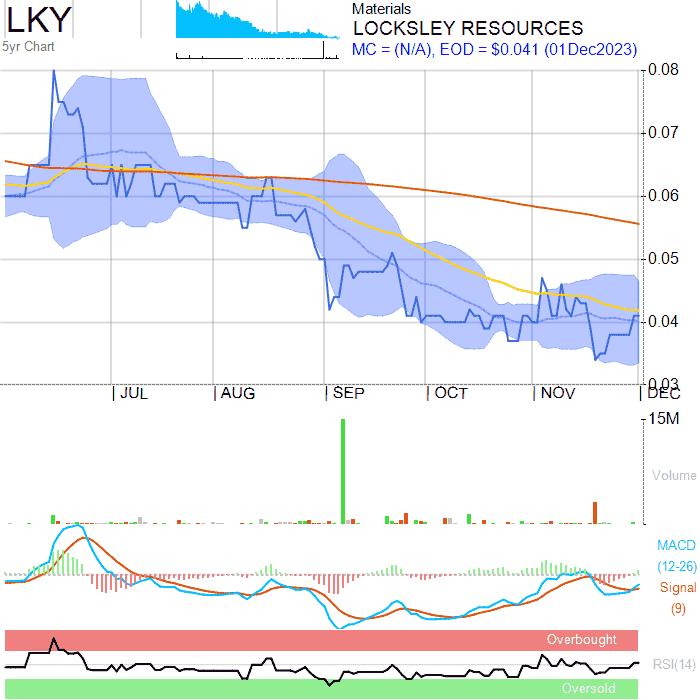 LKY
5yr Chart
Materials
LOCKSLEY RESOURCES
MC = (N/A), EOD = $0.041 (01Dec2023)
0.08
0.07
0.06
0.05
0.04
0.03
JUL AUG SEP OCT NOV DEC
15M
Volume
MACD
(12-26)
Signal
(9)
Overbought
RSI(14)
Oversold